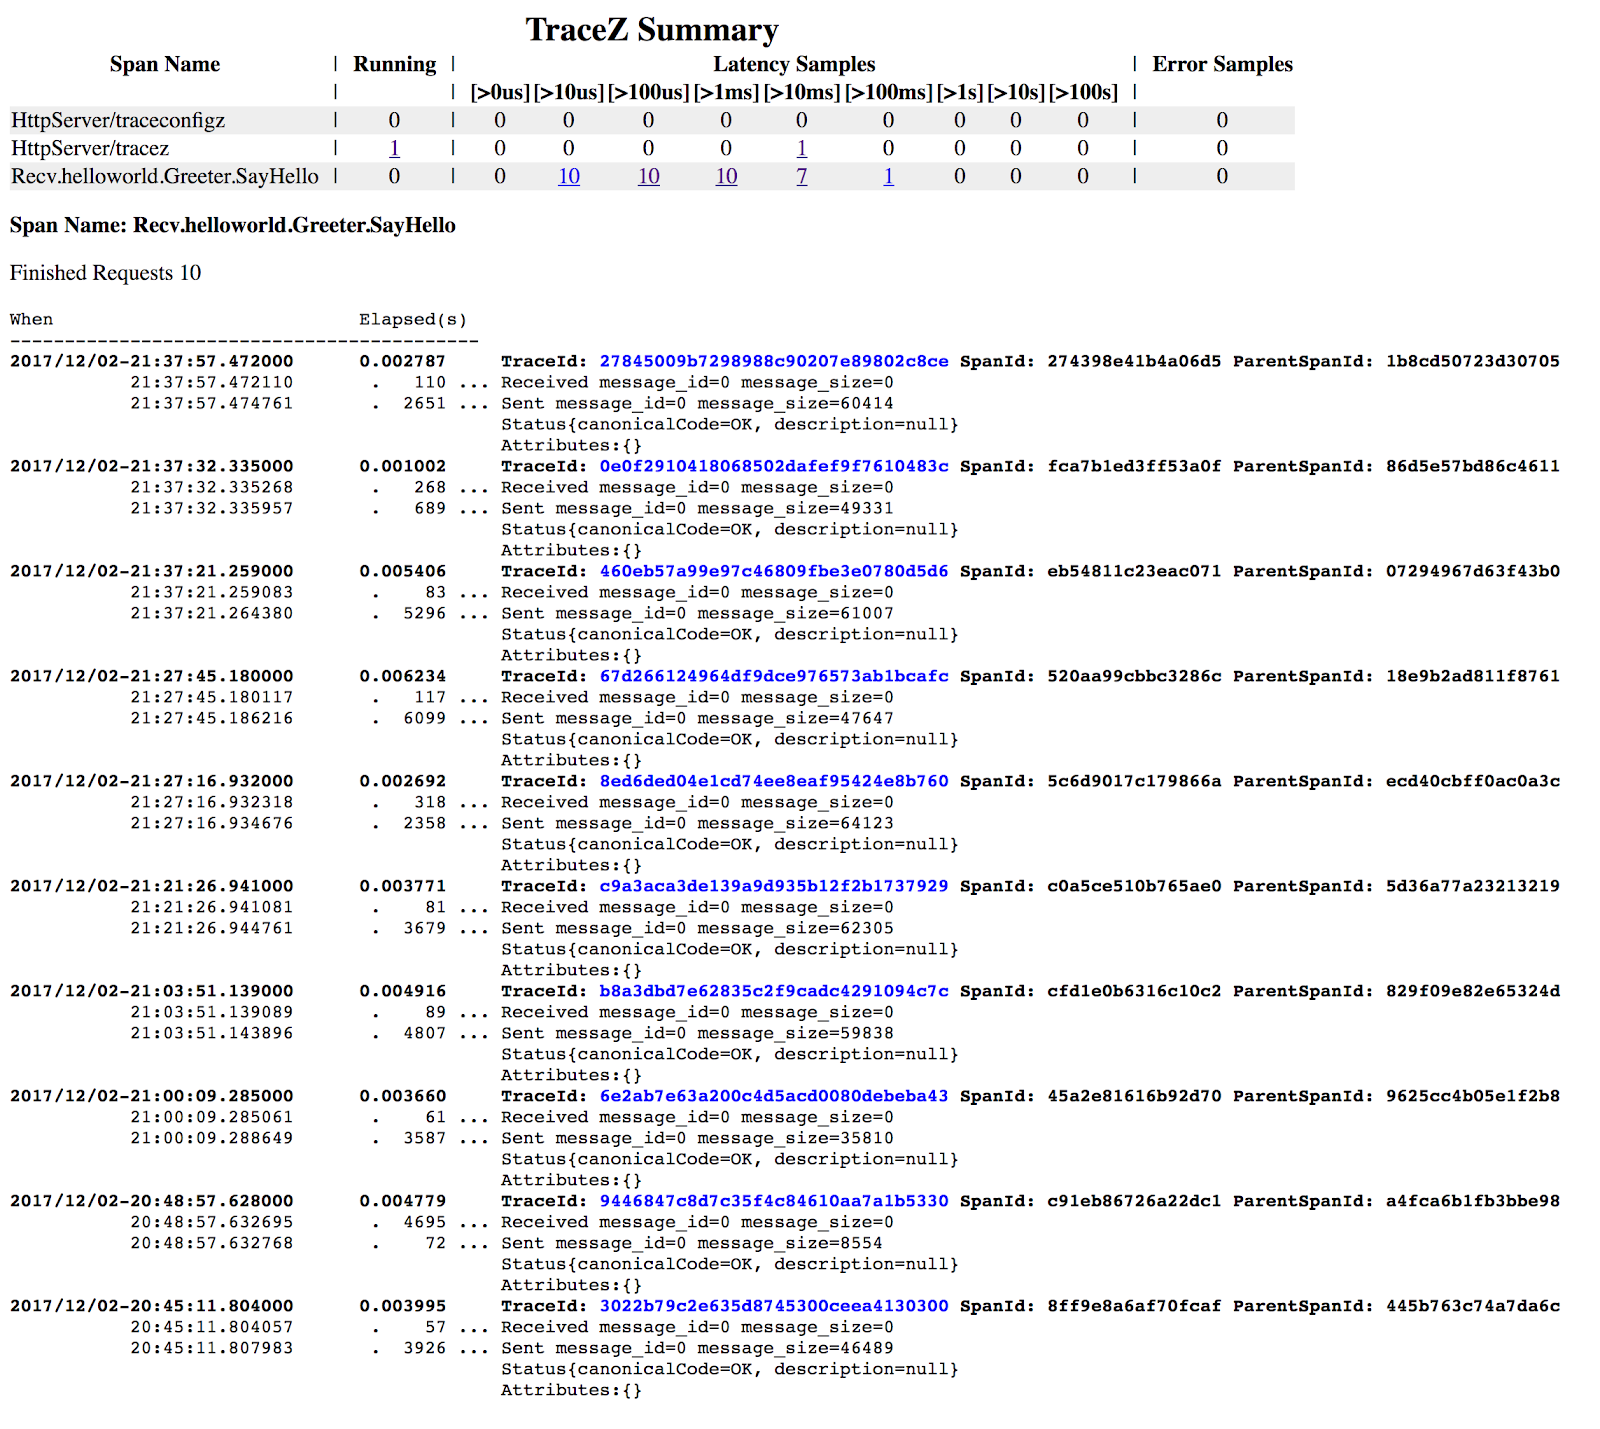 TraceZ Summary
Span Name | Running | Latency Samples | Error Samples
| | [>0us] [>10us] [>100us] [>1ms] [>10ms] [>100ms] [>1s] [>10s] [>100s] |
HttpServer/traceconfigz | 0 | 0 0 0 0 0 0 0 0 0 | 0
HttpServer/tracez | 1 | 0 0 0 0 1 0 0 0 0 | 0
Recv.helloworld.Greeter.SayHello | 0 | 0 10 10 10 7 1 0 0 0 | 0
Span Name: Recv.helloworld.Greeter.SayHello
Finished Requests 10
When Elapsed(s)
-------------------------------------------
2017/12/02-21:37:57.472000 0.002787 TraceId: 27845009b7298988c90207e89802c8ce SpanId: 274398e41b4a06d5 ParentSpanId: 1b8cd50723d30705
21:37:57.472110 . 110 ... Received message_id=0 message_size=0
21:37:57.474761 . 2651 ... Sent message_id=0 message_size=60414
Status{canonicalCode=OK, description=null}
Attributes:{}
2017/12/02-21:37:32.335000 0.001002 TraceId: 0e0f2910418068502dafef9f7610483c SpanId: fca7b1ed3ff53a0f ParentSpanId: 86d5e57bd86c4611
21:37:32.335268 . 268 ... Received message_id=0 message_size=0
21:37:32.335957 . 689 ... Sent message_id=0 message_size=49331
Status{canonicalCode=OK, description=null}
Attributes:{}
2017/12/02-21:37:21.259000 0.005406 TraceId: 460eb57a99e97c46809fbe3e0780d5d6 SpanId: eb54811c23eac071 ParentSpanId: 07294967d63f43b0
21:37:21.259083 . 83 ... Received message_id=0 message_size=0
21:37:21.264380 . 5296 ... Sent message_id=0 message_size=61007
Status{canonicalCode=OK, description=null}
Attributes:{}
2017/12/02-21:27:45.180000 0.006234 TraceId: 67d266124964df9dce976573ab1bcafc SpanId: 520aa99cbbc3286c ParentSpanId: 18e9b2ad811f8761
21:27:45.180117 . 117 ... Received message_id=0 message_size=0
21:27:45.186216 . 6099 ... Sent message_id=0 message_size=47647
Status{canonicalCode=OK, description=null}
Attributes:{}
2017/12/02-21:27:16.932000 0.002692 TraceId: 8ed6ded04e1cd74ee8eaf95424e8b760 SpanId: 5c6d9017c179866a ParentSpanId: ecd40cbff0ac0a3c
21:27:16.932318 . 318 ... Received message_id=0 message_size=0
21:27:16.934676 . 2358 ... Sent message_id=0 message_size=64123
Status{canonicalCode=OK, description=null}
Attributes:{}
2017/12/02-21:21:26.941000 0.003771 TraceId: c9a3aca3de139a9d935b12f2b1737929 SpanId: c0a5ce510b765ae0 ParentSpanId: 5d36a77a23213219
21:21:26.941081 . 81 ... Received message_id=0 message_size=0
21:21:26.944761 . 3679 ... Sent message_id=0 message_size=62305
Status{canonicalCode=OK, description=null}
Attributes:{}
2017/12/02-21:03:51.139000 0.004916 TraceId: b8a3dbd7e62835c2f9cadc4291094c7c SpanId: cfd1e0b6316c10c2 ParentSpanId: 829f09e82e65324d
21:03:51.139089 . 89 ... Received message_id=0 message_size=0
21:03:51.143896 . 4807 ... Sent message_id=0 message_size=59838
Status{canonicalCode=OK, description=null}
Attributes:{}
2017/12/02-21:00:09.285000 0.003660 TraceId: 6e2ab7e63a200c4d5acd0080debeba43 SpanId: 45a2e81616b92d70 ParentSpanId: 9625cc4b05e1f2b8
21:00:09.285061 . 61 ... Received message_id=0 message_size=0
21:00:09.288649 . 3587 ... Sent message_id=0 message_size=35810
Status{canonicalCode=OK, description=null}
Attributes:{}
2017/12/02-20:48:57.628000 0.004779 TraceId: 9446847c8d7c35f4c84610aa7a1b5330 SpanId: c91eb86726a22dc1 ParentSpanId: a4fca6b1fb3bbe98
20:48:57.632695 . 4695 ... Received message_id=0 message_size=0
20:48:57.632768 . 72 ... Sent message_id=0 message_size=8554
Status{canonicalCode=OK, description=null}
Attributes:{}
2017/12/02-20:45:11.804000 0.003995 TraceId: 3022b79c2e635d8745300ceea4130300 SpanId: 8ff9e8a6af70fcaf ParentSpanId: 445b763c74a7da6c
20:45:11.804057 . 57 ... Received message_id=0 message_size=0
20:45:11.807983 . 3926 ... Sent message_id=0 message_size=46489
Status{canonicalCode=OK, description=null}
Attributes:{}